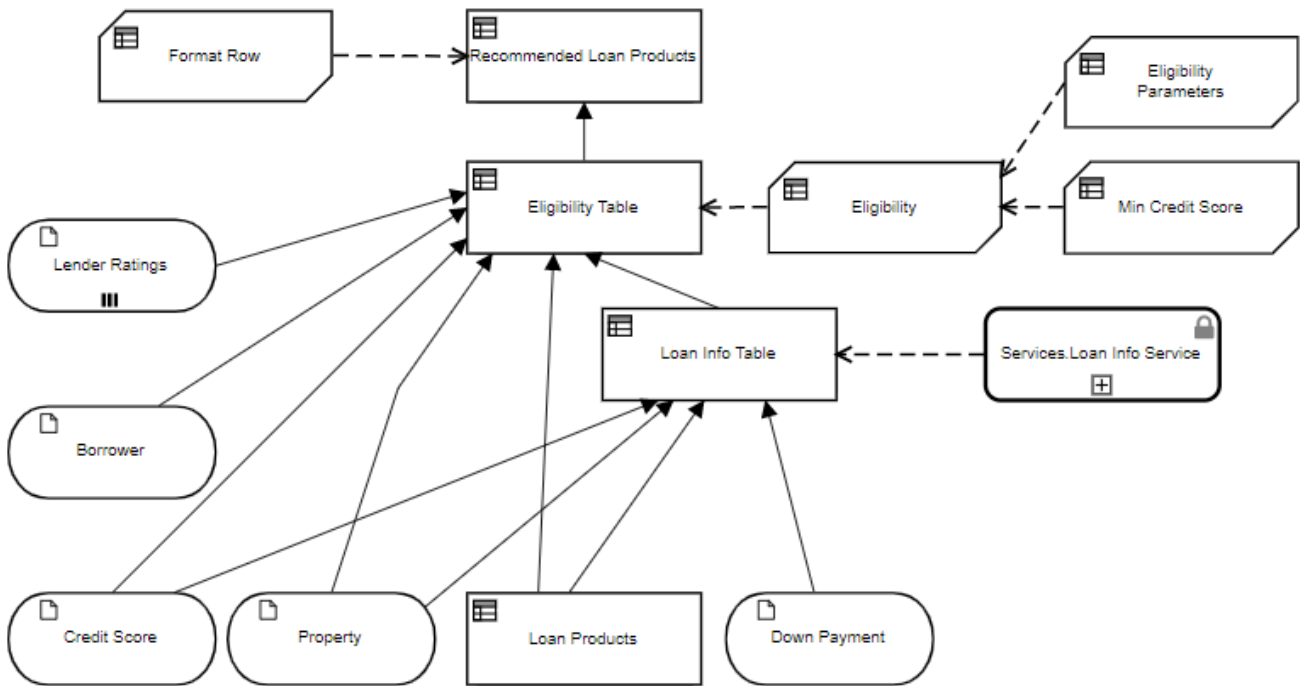 Format Row
Recommended Loan Products
Eligibility
Parameters
Eligibility Table
Eligibility
Min Credit Score
Lender Ratings
Loan Info Table
Services.Loan Info Service
Borrower
Credit Score
Property
Loan Products
Down Payment